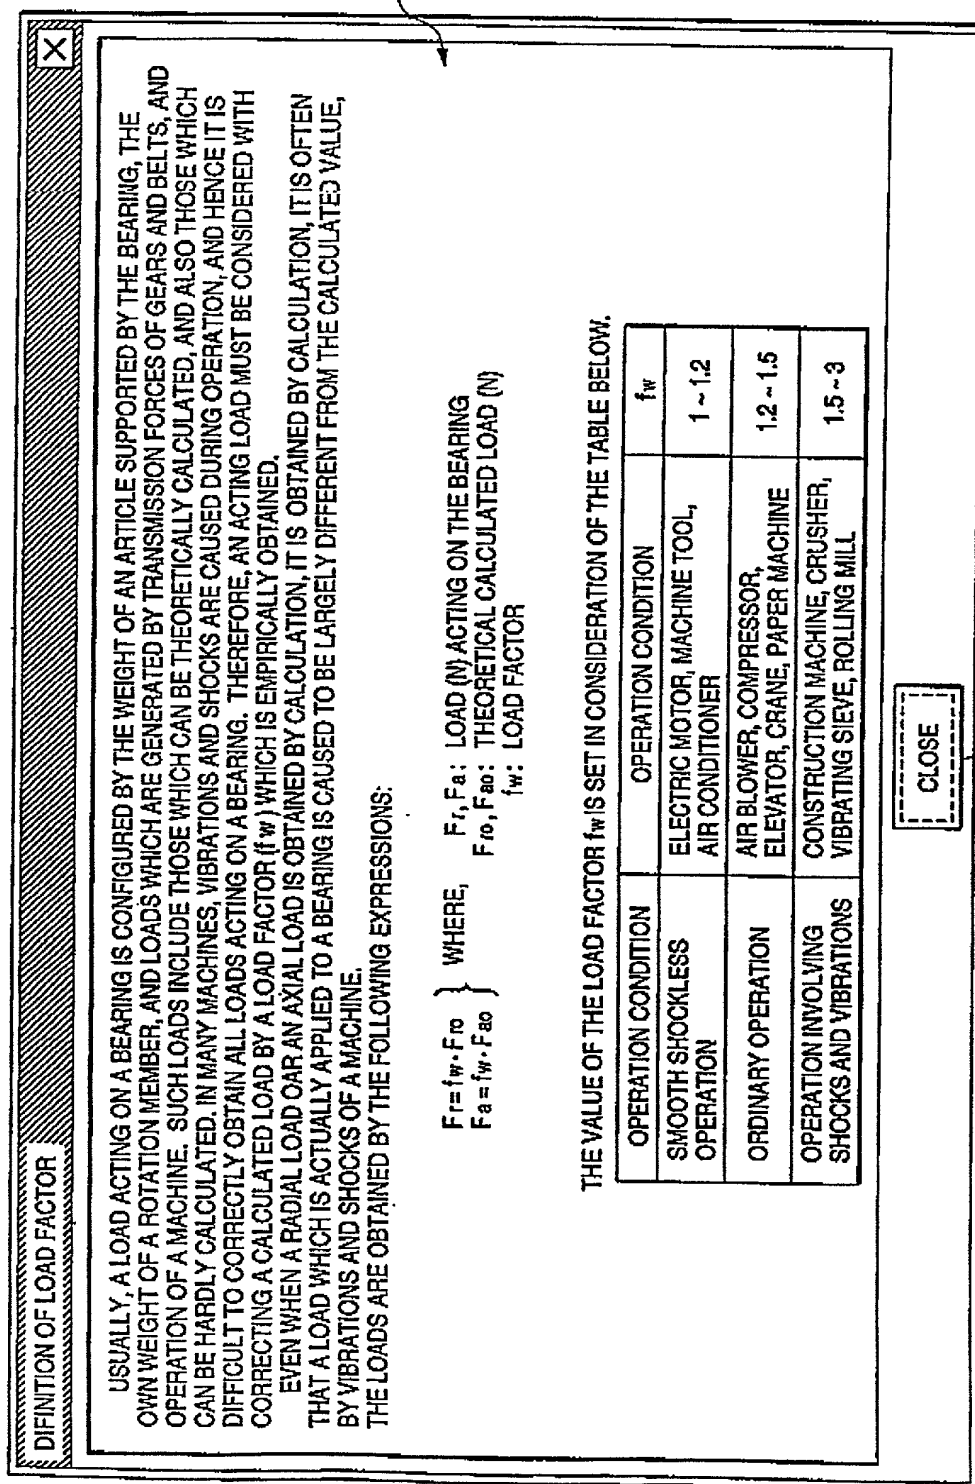 DIFINITION OF LOAD FACTOR
X
USUALLY, A LOAD ACTING ON A BEARING IS CONFIGURED BY THE WEIGHT OF AN ARTICLE SUPPORTED BY THE BEARING, THE
OWN WEIGHT OF A ROTATION MEMBER, AND LOADS WHICH ARE GENERATED BY TRANSMISSION FORCES OF GEARS AND BELTS, AND
OPERATION OF A MACHINE. SUCH LOADS INCLUDE THOSE WHICH CAN BE THEORETICALLY CALCULATED, AND ALSO THOSE WHICH
CAN BE HARDLY CALCULATED. IN MANY MACHINES, VIBRATIONS AND SHOCKS ARE CAUSED DURING OPERATION, AND HENCE IT IS
DIFFICULT TO CORRECTLY OBTAIN ALL LOADS ACTING ON A BEARING. THEREFORE, AN ACTING LOAD MUST BE CONSIDERED WITH
CORRECTING A CALCULATED LOAD BY A LOAD FACTOR (fw) WHICH IS EMPIRICALLY OBTAINED.
EVEN WHEN A RADIAL LOAD OAR AN AXIAL LOAD IS OBTAINED BY CALCULATION, IT IS OBTAINED BY CALCULATION, IT IS OFTEN
THAT A LOAD WHICH IS ACTUALLY APPLIED TO A BEARING IS CAUSED TO BE LARGELY DIFFERENT FROM THE CALCULATED VALUE,
BY VIBRATIONS AND SHOCKS OF A MACHINE.
THE LOADS ARE OBTAINED BY THE FOLLOWING EXPRESSIONS:
Fr=fw·Fro } WHERE, Fr, Fa: LOAD (N) ACTING ON THE BEARING
Fa=fw·Fao Fro, Fao: THEORETICAL CALCULATED LOAD (N)
fw: LOAD FACTOR
THE VALUE OF THE LOAD FACTOR fw IS SET IN CONSIDERATION OF THE TABLE BELOW.
OPERATION CONDITION OPERATION CONDITION fw
SMOOTH SHOCKLESS ELECTRIC MOTOR, MACHINE TOOL, 1 ~ 1.2
OPERATION AIR CONDITIONER
ORDINARY OPERATION AIR BLOWER, COMPRESSOR, 1.2 ~ 1.5
ELEVATOR, CRANE, PAPER MACHINE
OPERATION INVOLVING CONSTRUCTION MACHINE, CRUSHER, 1.5 ~ 3
SHOCKS AND VIBRATIONS VIBRATING SIEVE, ROLLING MILL
CLOSE